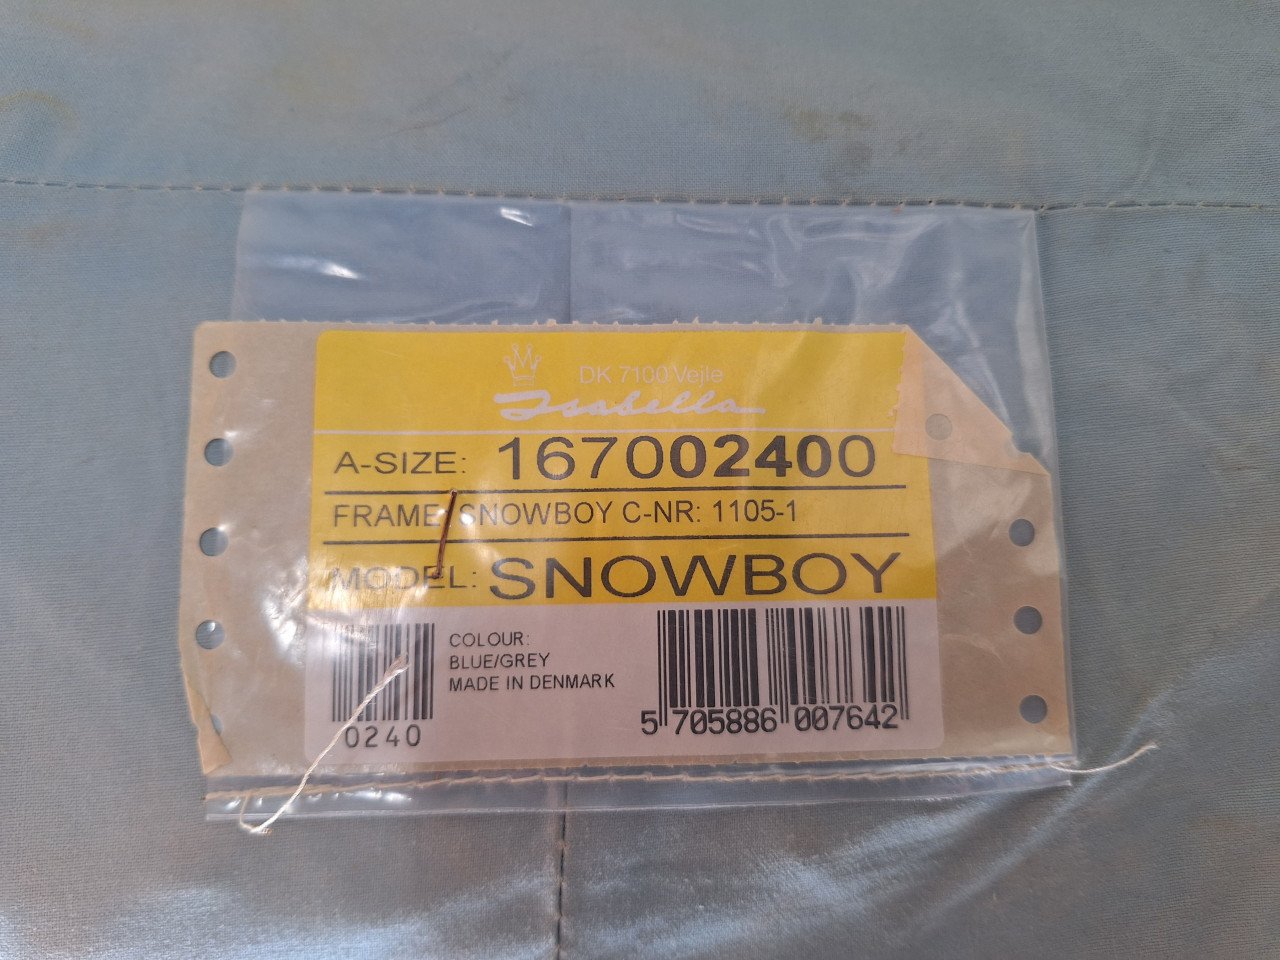 DK 7100 Vejle
Isabella
A-SIZE: 167002400
FRAME: SNOWBOY C-NR: 1105-1
MODEL: SNOWBOY
COLOUR:
BLUE/GREY
MADE IN DENMARK
0240
5 705886 007642